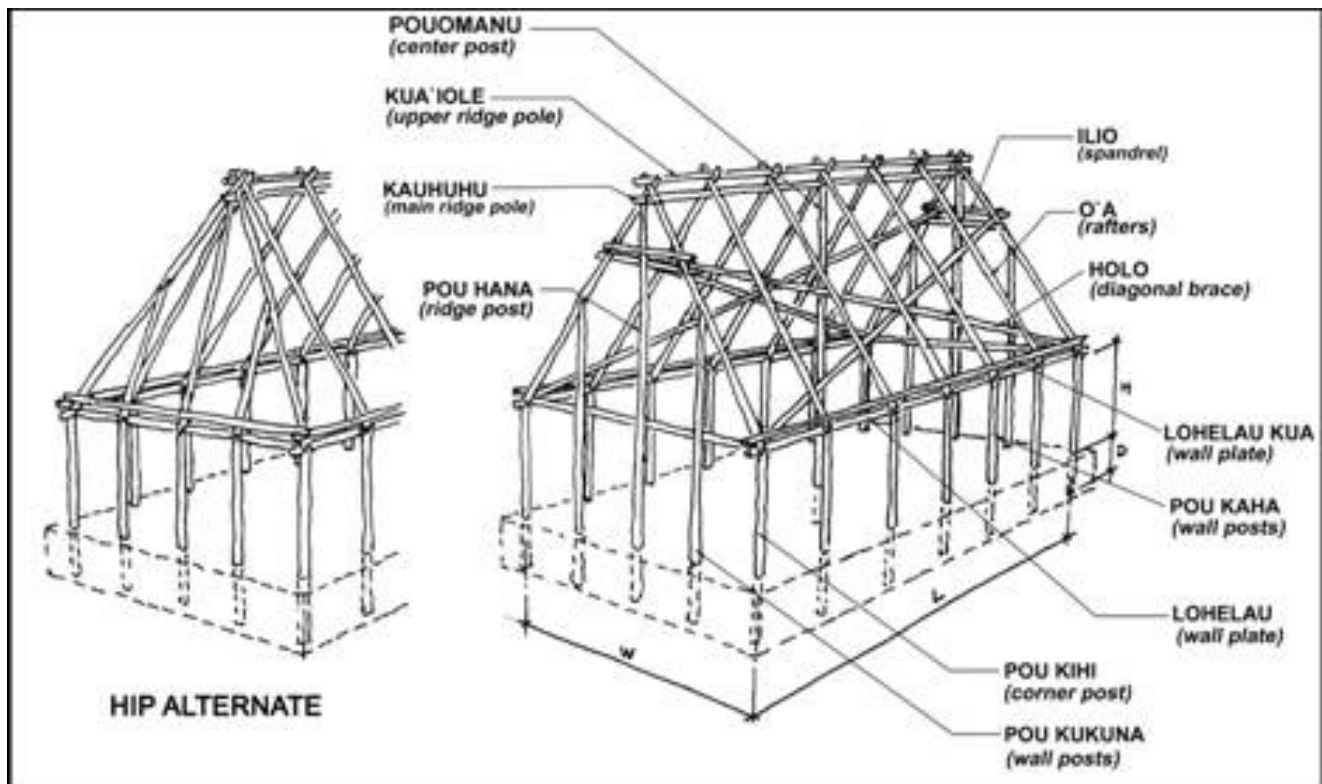 POUOMANU
(center post)
KUA`IOLE
(upper ridge pole)
KAUHUHU
(main ridge pole)
POU HANA
(ridge post)
ILIO
(spandrel)
O`A
(rafters)
HOLO
(diagonal brace)
H
D
LOHELAU KUA
(wall plate)
POU KAHA
(wall posts)
LOHELAU
(wall plate)
L
W
POU KIHI
(corner post)
POU KUKUNA
(wall posts)
HIP ALTERNATE